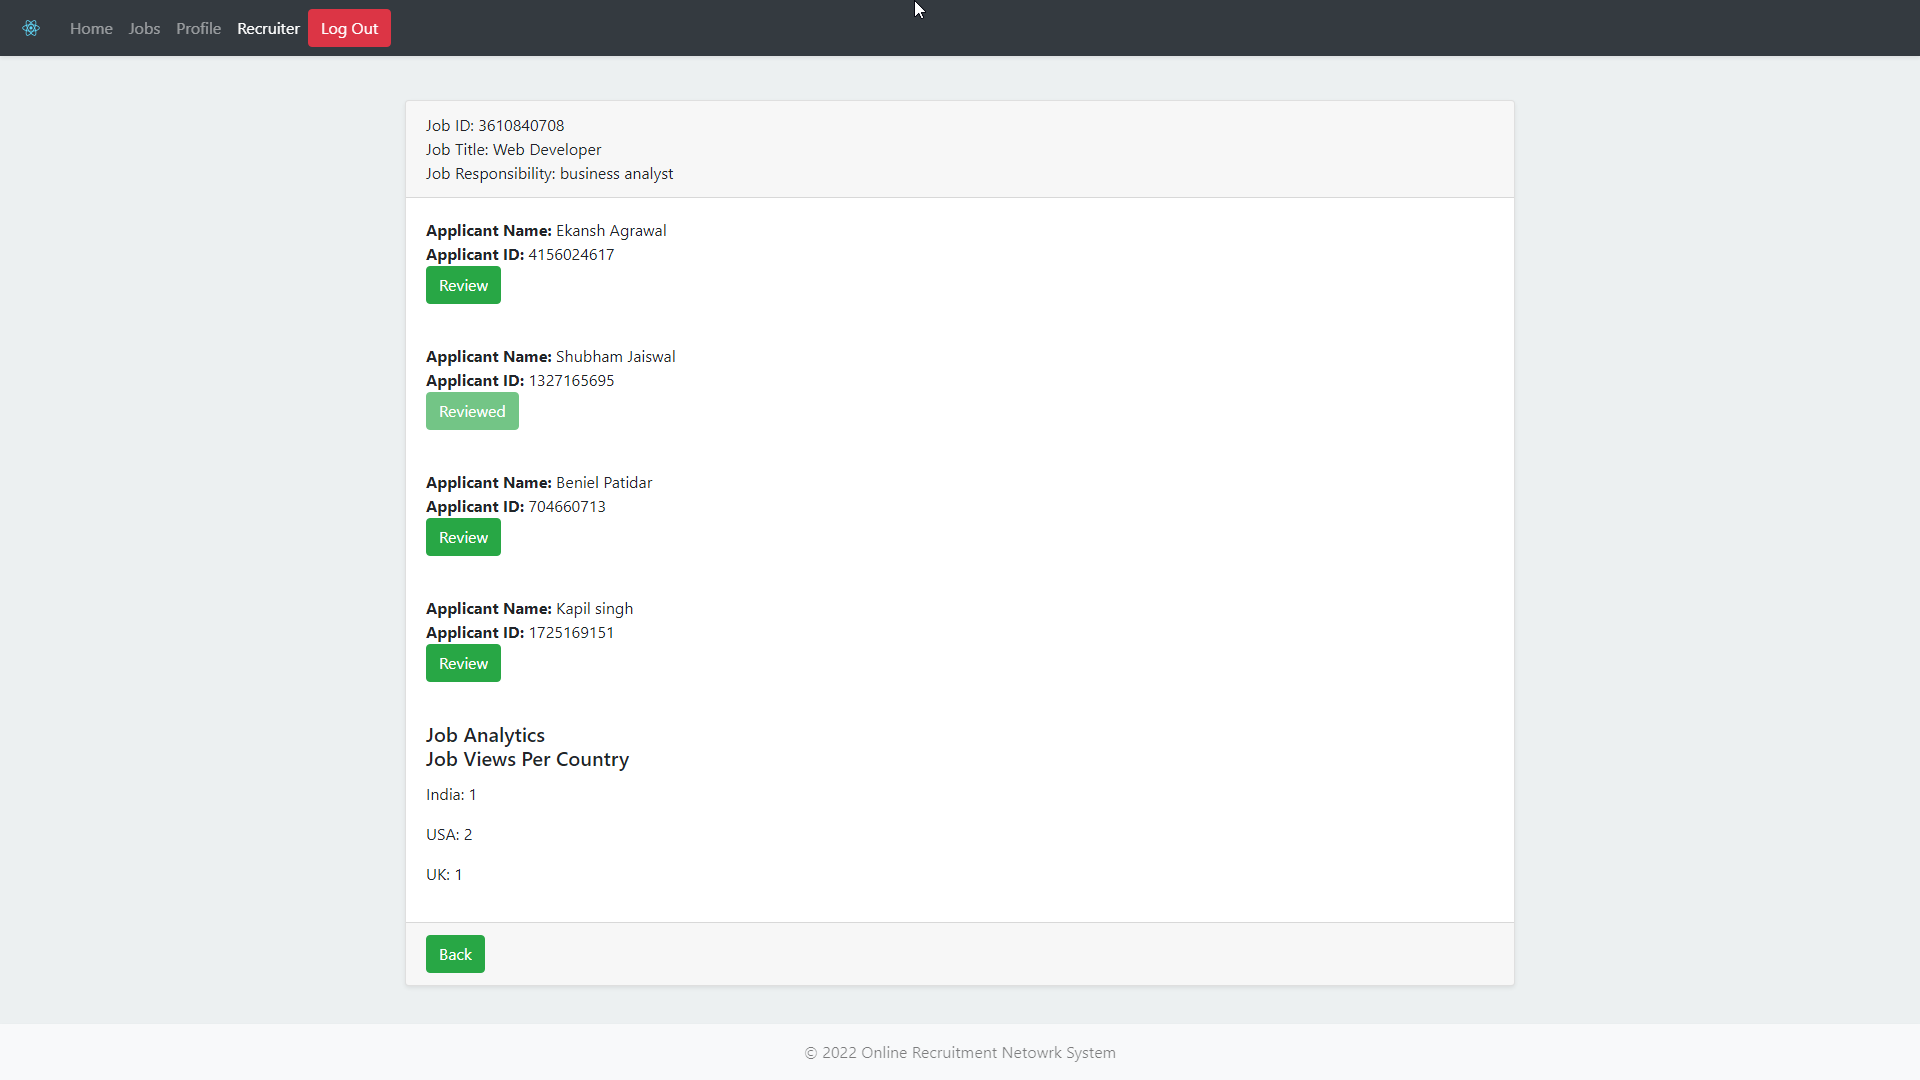 Home Jobs Profile Recruiter Log Out
Job ID: 3610840708
Job Title: Web Developer
Job Responsibility: business analyst
Applicant Name: Ekansh Agrawal
Applicant ID: 4156024617
Review
Applicant Name: Shubham Jaiswal
Applicant ID: 1327165695
Reviewed
Applicant Name: Beniel Patidar
Applicant ID: 704660713
Review
Applicant Name: Kapil singh
Applicant ID: 1725169151
Review
Job Analytics
Job Views Per Country
India: 1
USA: 2
UK: 1
Back
© 2022 Online Recruitment Netowrk System